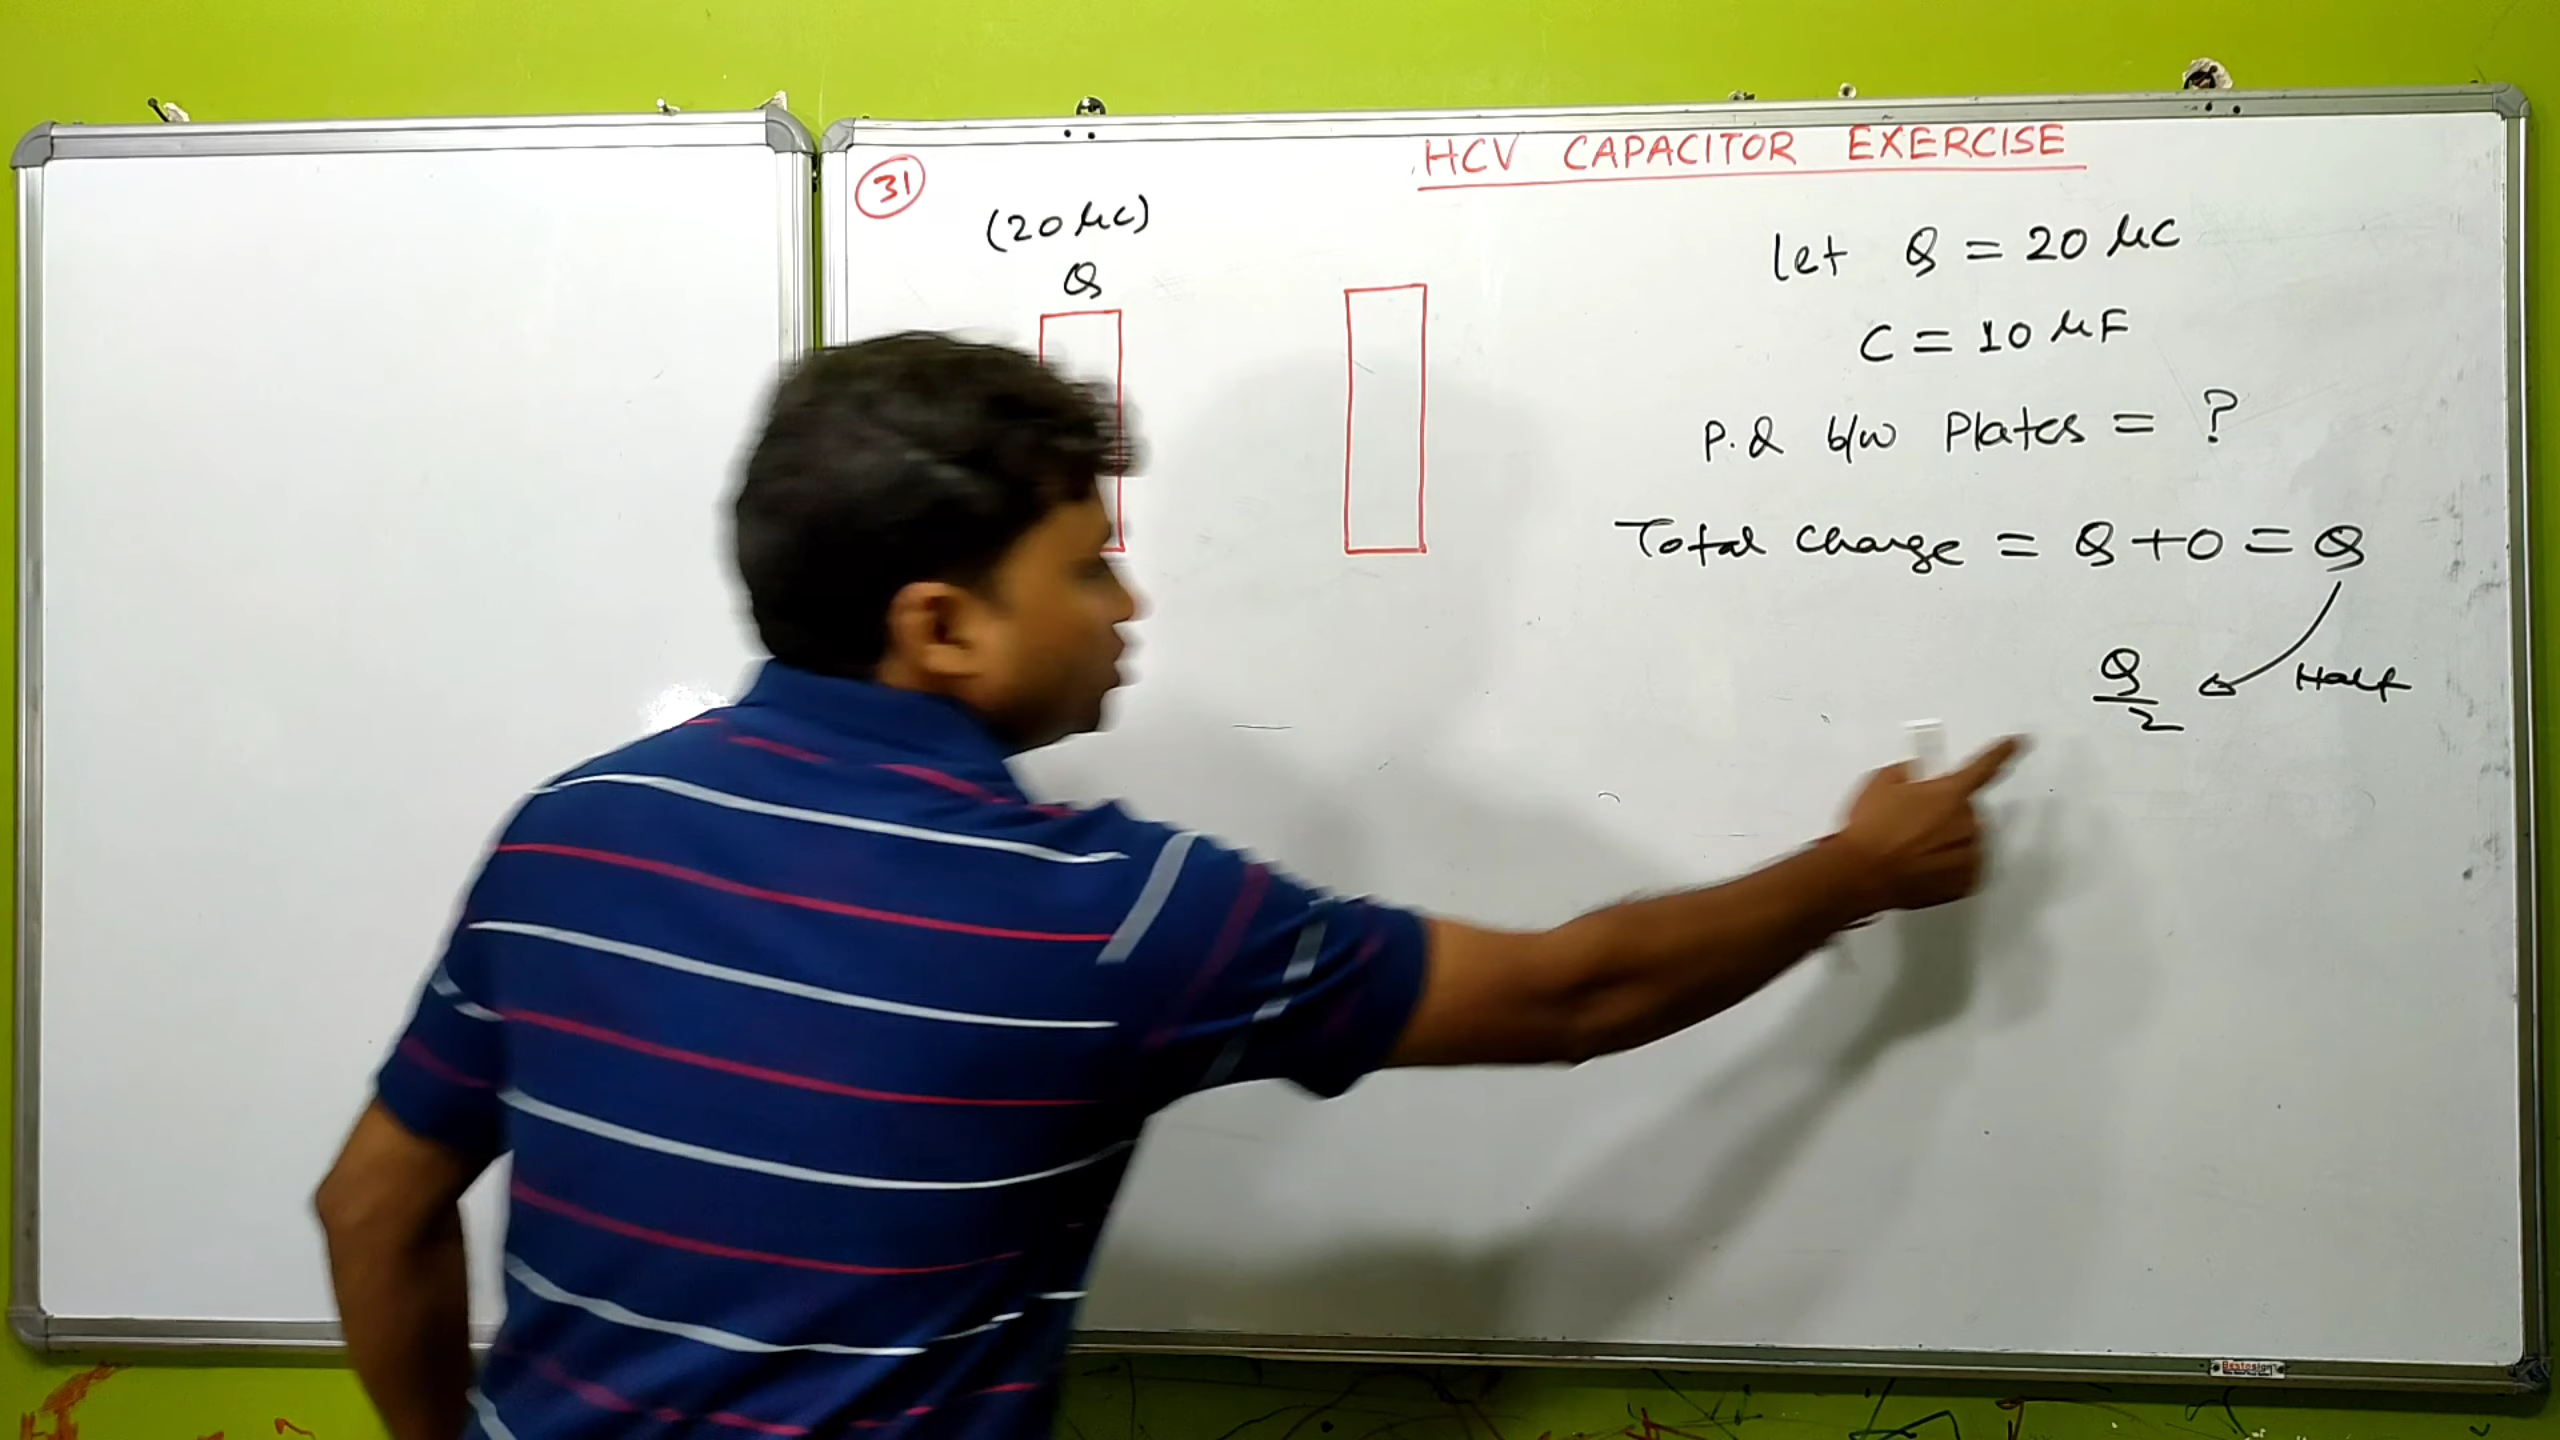 HCV CAPACITOR EXERCISE
31
(20 μC)
Q
let Q = 20 μC
C = 10 μF
P.d b/w Plates = ?
Total Charge = Q + 0 = Q
Q/2
Half